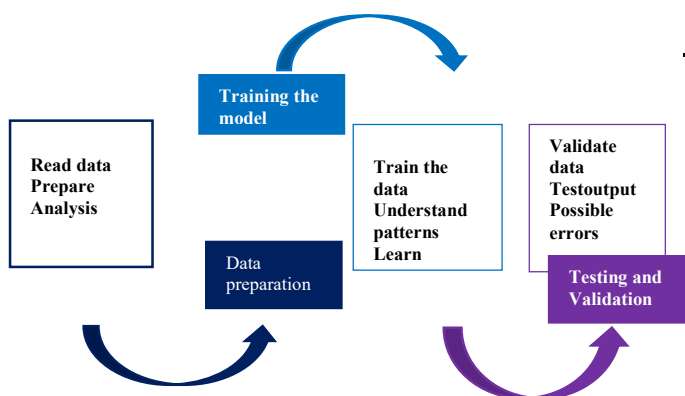 Training the
model
Read data
Prepare
Analysis
Data
preparation
Train the
data
Understand
patterns
Learn
Validate
data
Testoutput
Possible
errors
Testing and
Validation